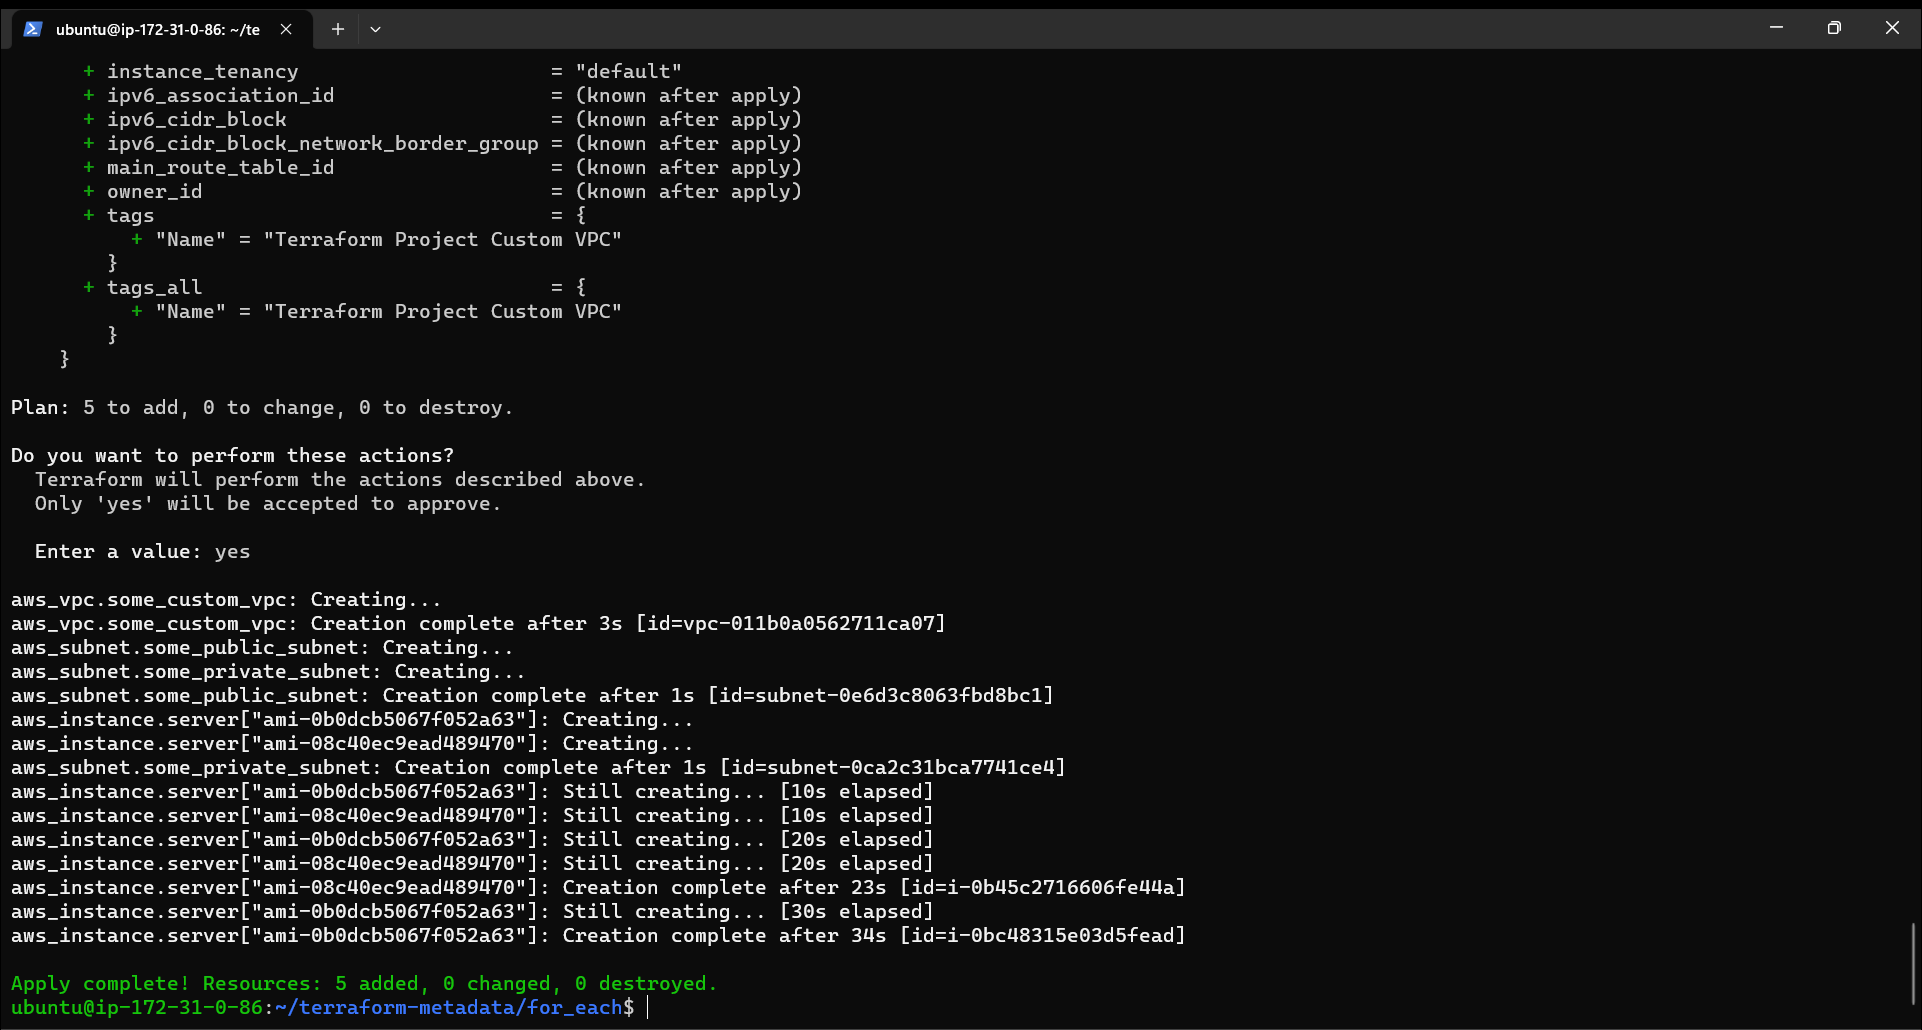 ubuntu@ip-172-31-0-86: ~/te
+ instance_tenancy = "default"
+ ipv6_association_id = (known after apply)
+ ipv6_cidr_block = (known after apply)
+ ipv6_cidr_block_network_border_group = (known after apply)
+ main_route_table_id = (known after apply)
+ owner_id = (known after apply)
+ tags = {
+ "Name" = "Terraform Project Custom VPC"
}
+ tags_all = {
+ "Name" = "Terraform Project Custom VPC"
}
}
Plan: 5 to add, 0 to change, 0 to destroy.
Do you want to perform these actions?
Terraform will perform the actions described above.
Only 'yes' will be accepted to approve.
Enter a value: yes
aws_vpc.some_custom_vpc: Creating...
aws_vpc.some_custom_vpc: Creation complete after 3s [id=vpc-011b0a0562711ca07]
aws_subnet.some_public_subnet: Creating...
aws_subnet.some_private_subnet: Creating...
aws_subnet.some_public_subnet: Creation complete after 1s [id=subnet-0e6d3c8063fbd8bc1]
aws_instance.server["ami-0b0dcb5067f052a63"]: Creating...
aws_instance.server["ami-08c40ec9ead489470"]: Creating...
aws_subnet.some_private_subnet: Creation complete after 1s [id=subnet-0ca2c31bca7741ce4]
aws_instance.server["ami-0b0dcb5067f052a63"]: Still creating... [10s elapsed]
aws_instance.server["ami-08c40ec9ead489470"]: Still creating... [10s elapsed]
aws_instance.server["ami-0b0dcb5067f052a63"]: Still creating... [20s elapsed]
aws_instance.server["ami-08c40ec9ead489470"]: Still creating... [20s elapsed]
aws_instance.server["ami-08c40ec9ead489470"]: Creation complete after 23s [id=i-0b45c2716606fe44a]
aws_instance.server["ami-0b0dcb5067f052a63"]: Still creating... [30s elapsed]
aws_instance.server["ami-0b0dcb5067f052a63"]: Creation complete after 34s [id=i-0bc48315e03d5fead]
Apply complete! Resources: 5 added, 0 changed, 0 destroyed.
ubuntu@ip-172-31-0-86:~/terraform-metadata/for_each$